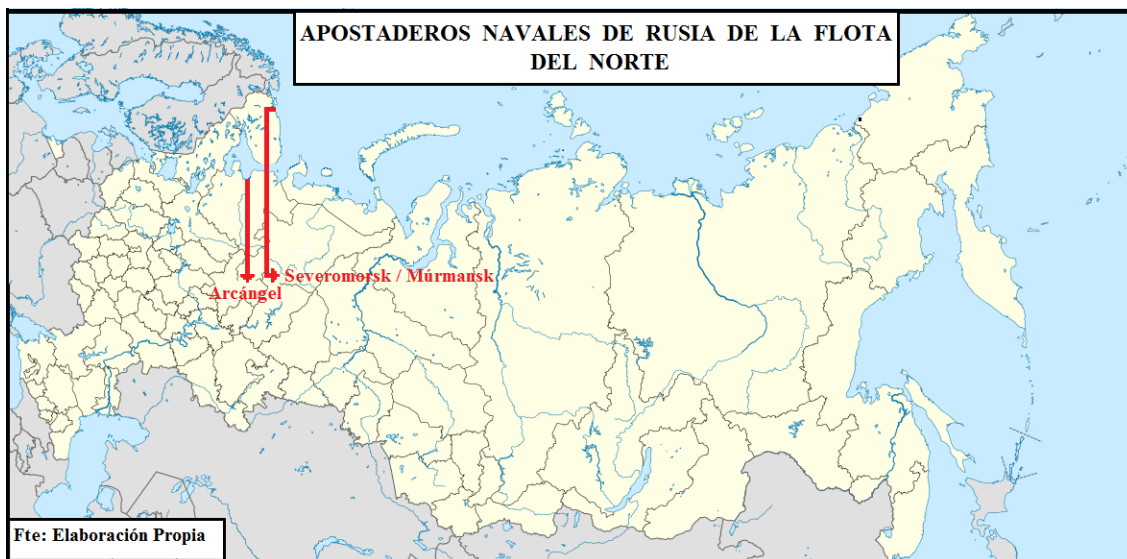 APOSTADEROS NAVALES DE RUSIA DE LA FLOTA
DEL NORTE
Severomorsk / Múrmansk
Arcángel
Fte: Elaboración Propia